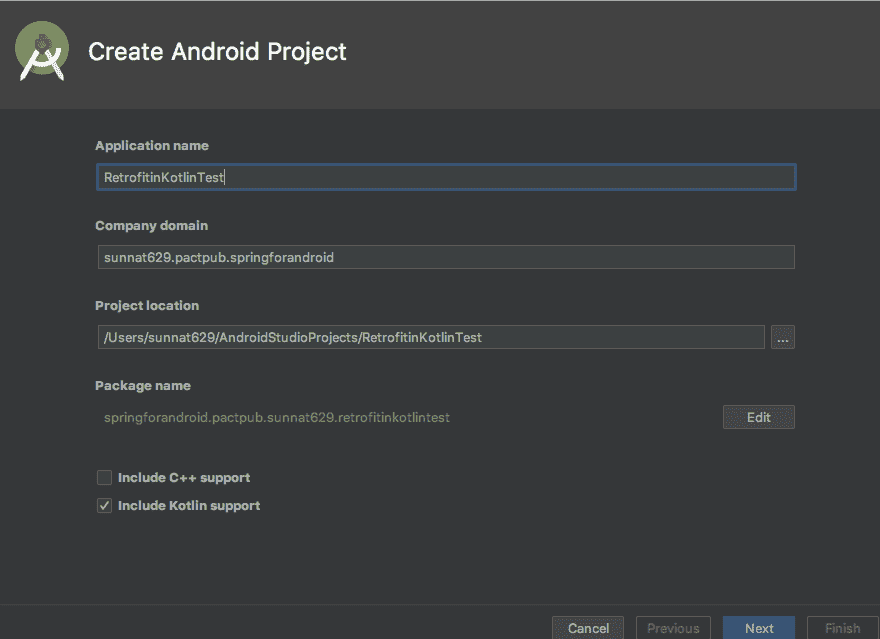 Create Android Project
Application name
RetrofitinKotlinTest
Company domain
sunnat629.pactpub.springforandroid
Project location
/Users/sunnat629/AndroidStudioProjects/RetrofitinKotlinTest
...
Package name
springforandroid.pactpub.sunnat629.retrofitinkotlintest
Edit
Include C++ support
Include Kotlin support
Cancel Previous Next Finish